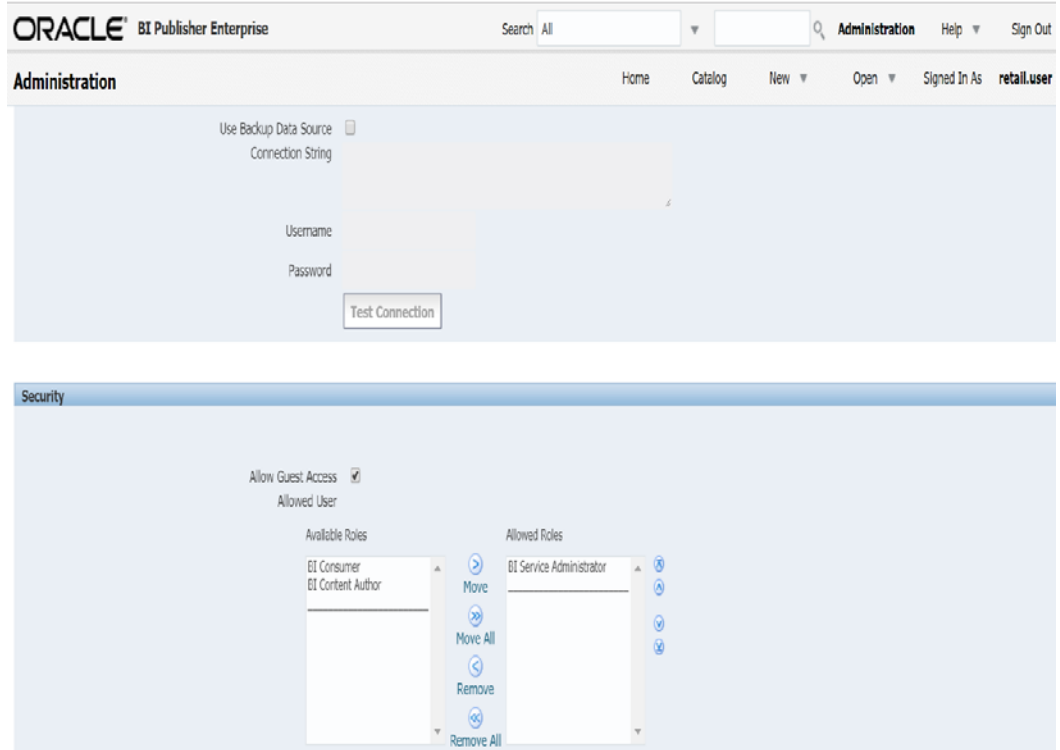 ORACLE® BI Publisher Enterprise Search All Administration Help Sign Out
Administration Home Catalog New Open Signed In As retail.user
Use Backup Data Source
Connection String
Username
Password
Test Connection
Security
Allow Guest Access
Allowed User
Available Roles Allowed Roles
BI Consumer BI Service Administrator
BI Content Author
Move
Move All
Remove
Remove All